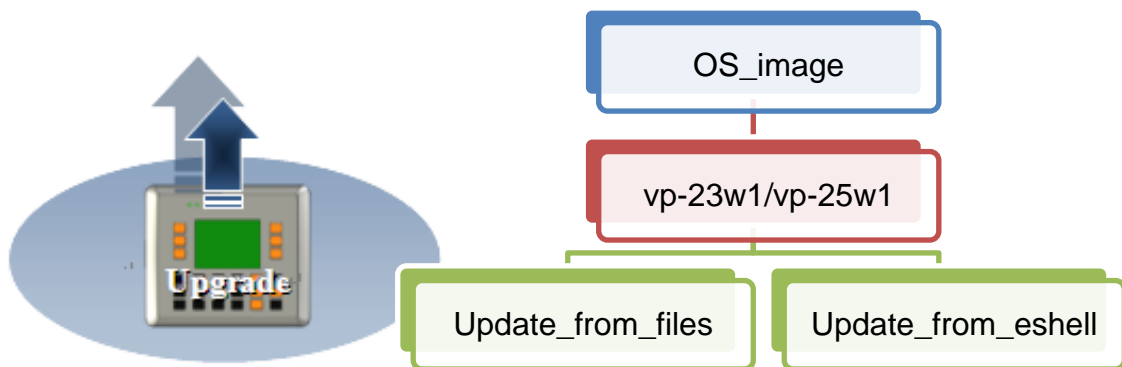 OS_image
vp-23w1/vp-25w1
Upgrade
Update_from_files
Update_from_eshell